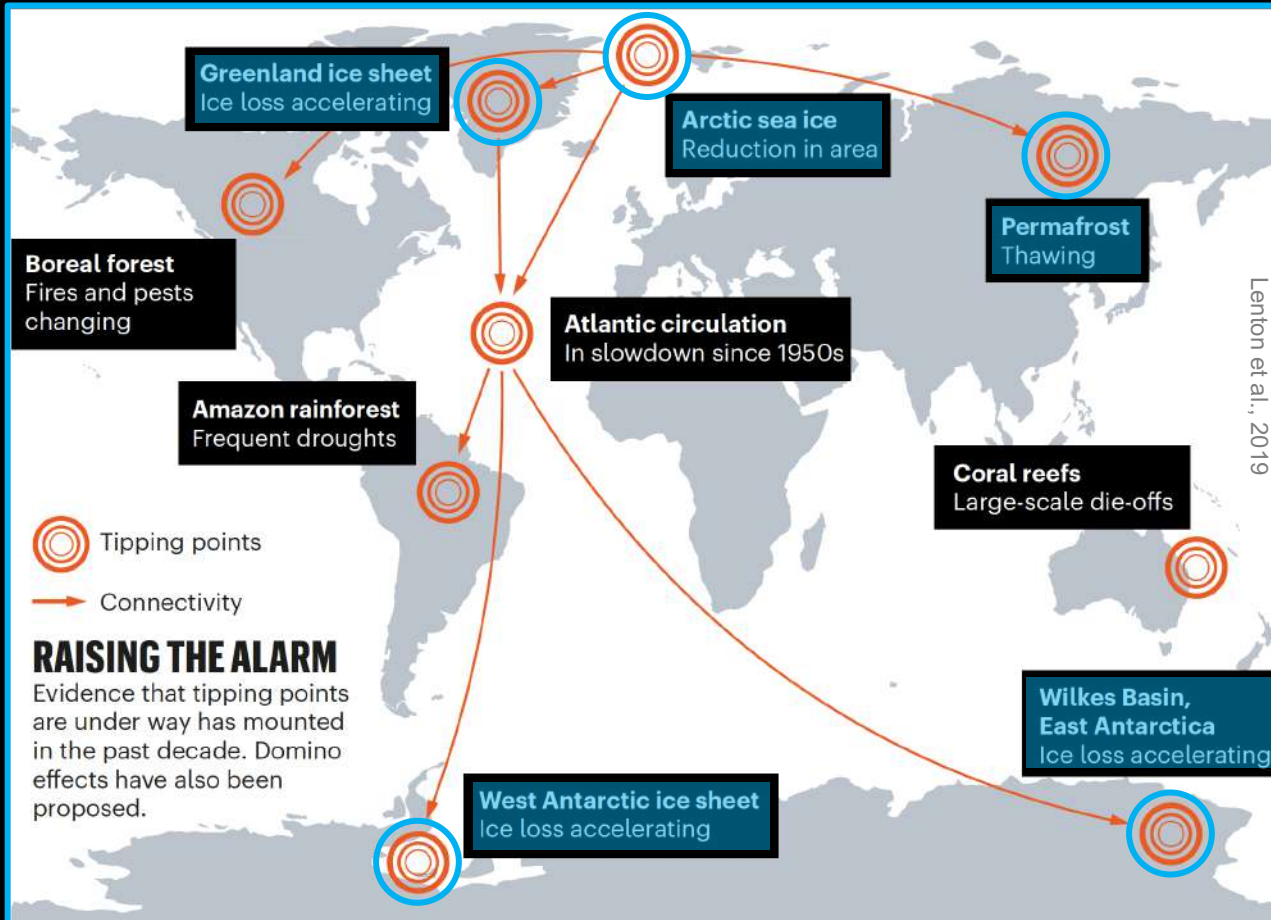 Greenland ice sheet
Ice loss accelerating
Arctic sea ice
Reduction in area
Permafrost
Thawing
Boreal forest
Fires and pests
changing
Atlantic circulation
In slowdown since 1950s
Amazon rainforest
Frequent droughts
Coral reefs
Large-scale die-offs
Lenton et al., 2019
Tipping points
Connectivity
RAISING THE ALARM
Evidence that tipping points
are under way has mounted
in the past decade. Domino
effects have also been
proposed.
West Antarctic ice sheet
Ice loss accelerating
Wilkes Basin,
East Antarctica
Ice loss accelerating